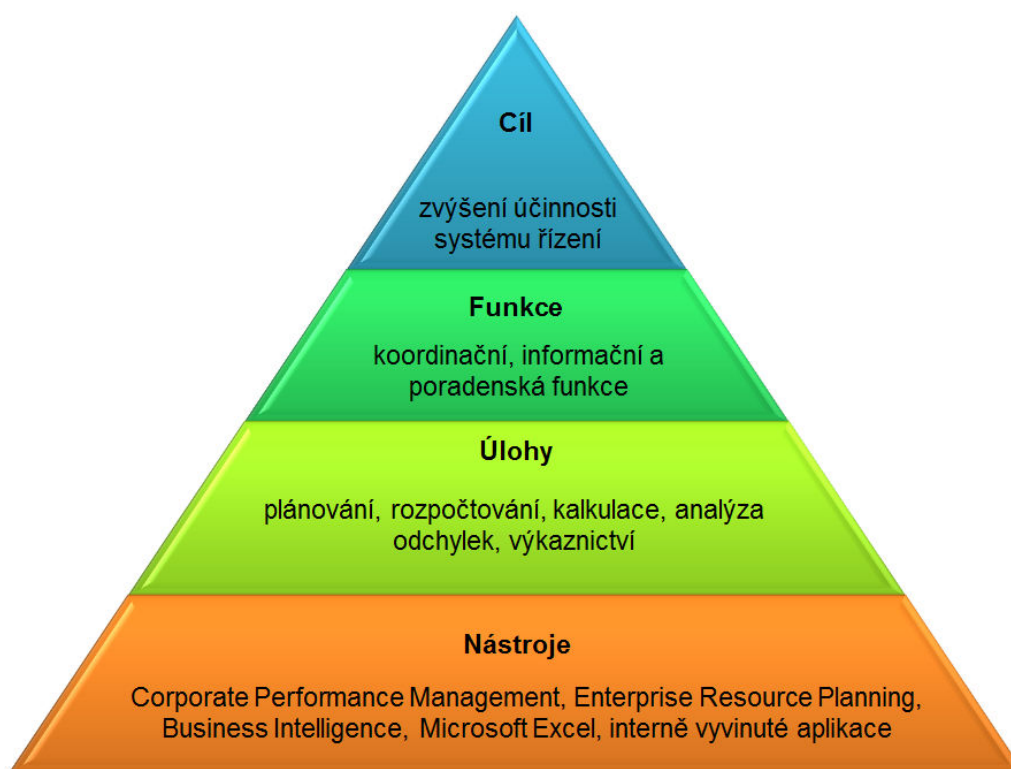 Cíl
zvýšení účinnosti
systému řízení
Funkce
koordinační, informační a
poradenská funkce
Úlohy
plánování, rozpočtování, kalkulace, analýza
odchylek, výkaznictví
Nástroje
Corporate Performance Management, Enterprise Resource Planning,
Business Intelligence, Microsoft Excel, interně vyvinuté aplikace